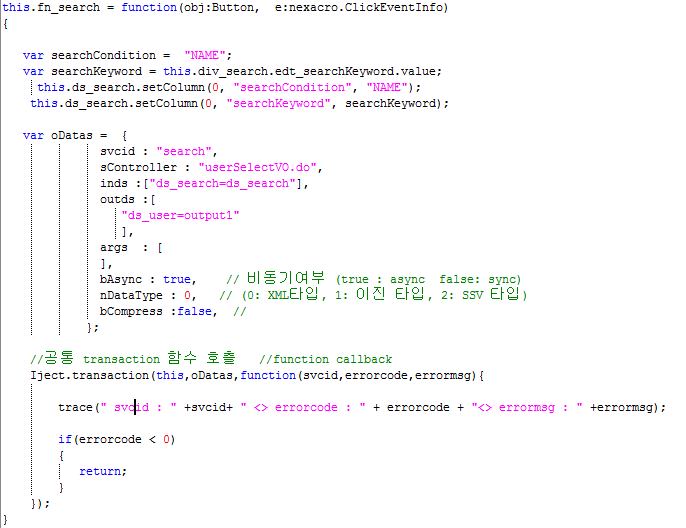 this.fn_search = function(obj:Button,  e:nexacro.ClickEventInfo)
{
var searchCondition =  "NAME";
var searchKeyword = this.div_search.edt_searchKeyword.value;
this.ds_search.setColumn(0, "searchCondition", "NAME");
this.ds_search.setColumn(0, "searchKeyword", searchKeyword);
var oDatas =  {
svcid : "search",
sController : "userSelectVO.do",
inds :["ds_search=ds_search"],
outds :[
"ds_user=output1"
],
args  : [
],
bAsync : true,    // 비동기여부 (true : async  false: sync)
nDataType : 0,   // (0: XML타입, 1: 이진 타입, 2: SSV 타입)
bCompress :false,  //
};
//공통 transaction 함수 호출   //function callback
Iject.transaction(this,oDatas,function(svcid,errorcode,errormsg){
trace(" svcid : " +svcid+ " <> errorcode : " + errorcode + "<> errormsg : " +errormsg);
if(errorcode < 0)
{
return;
}
});
}